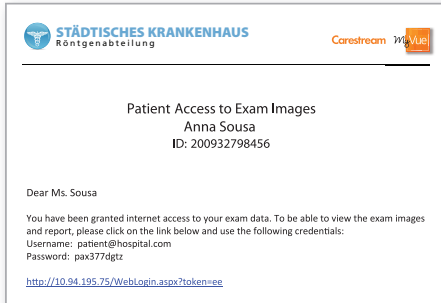 STÄDTISCHES KRANKENHAUS
Röntgenabteilung
Carestream MyVue
Patient Access to Exam Images
Anna Sousa
ID: 200932798456
Dear Ms. Sousa
You have been granted internet access to your exam data. To be able to view the exam images
and report, please click on the link below and use the following credentials:
Username: patient@hospital.com
Password: pax377dgtz
http://10.94.195.75/WebLogin.aspx?token=ee